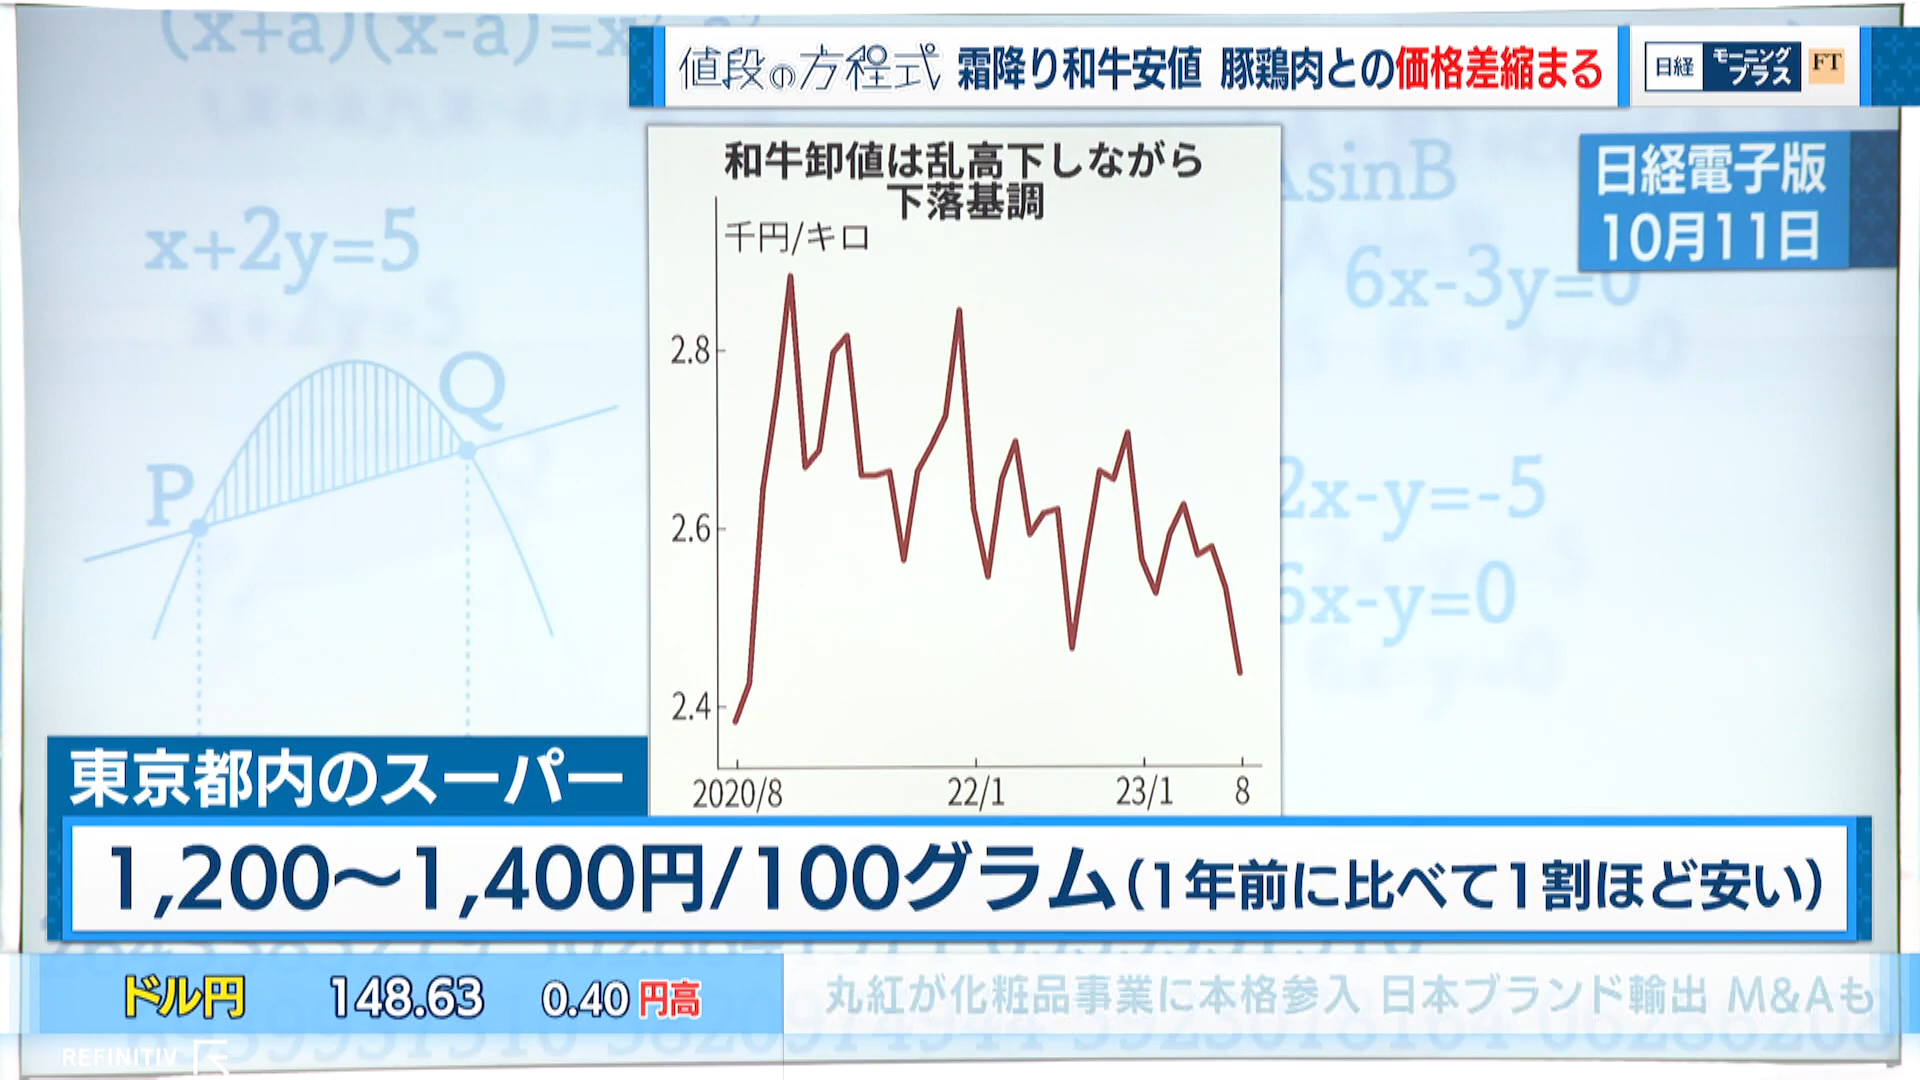 (x+a)(x-a)=x²-a²
値段の方程式 霜降り和牛安値 豚鶏肉との価格差縮まる
日経 モーニングプラス FT
日経電子版
10月11日
和牛卸値は乱高下しながら
下落基調
千円/キロ
2.8
2.6
2.4
2020/8 22/1 23/1 8
x+2y=5
P
Q
AsinB
6x-3y=0
2x-y=-5
6x-y=0
東京都内のスーパー
1,200〜1,400円/100グラム(1年前に比べて1割ほど安い)
ドル円 148.63 0.40円高
丸紅が化粧品事業に本格参入 日本ブランド輸出 M&Aも
REFINITIV